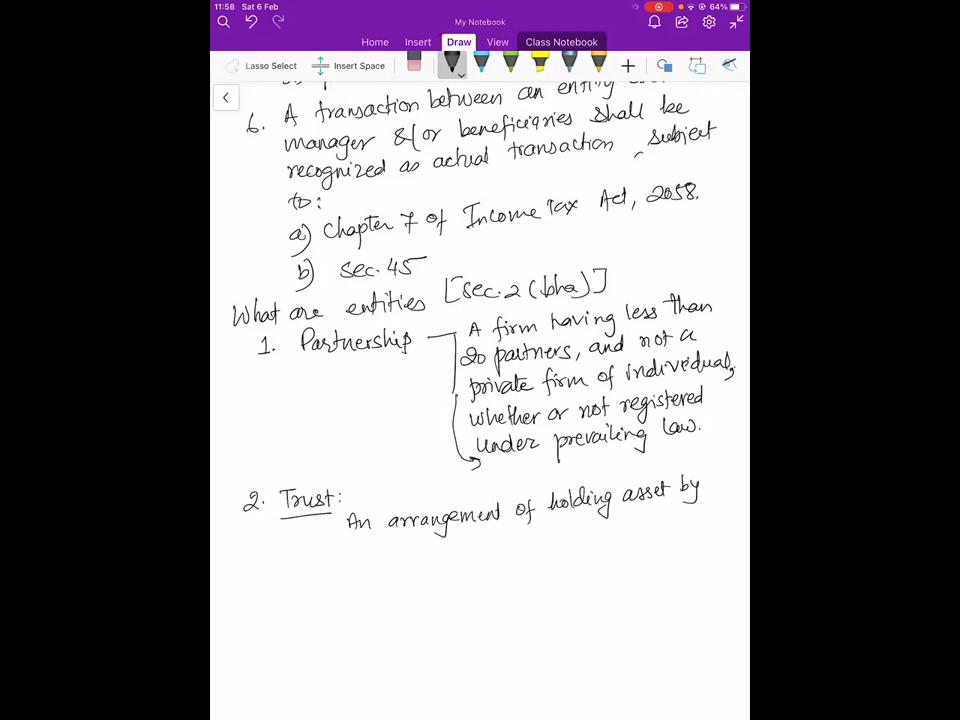 11:58 Sat 6 Feb
64%
My Notebook
Home Insert Draw View Class Notebook
Lasso Select Insert Space
6. A transaction between an entity
manager &/or beneficiaries shall be
recognized as actual transaction, subject
to:
a) Chapter 7 of Income Tax Act, 2058.
b) sec. 45
What are entities [sec. 2 (bha)]
1. Partnership
A firm having less than
20 partners, and not a
private firm of individual,
whether or not registered
under prevailing law.
2. Trust:
An arrangement of holding asset by